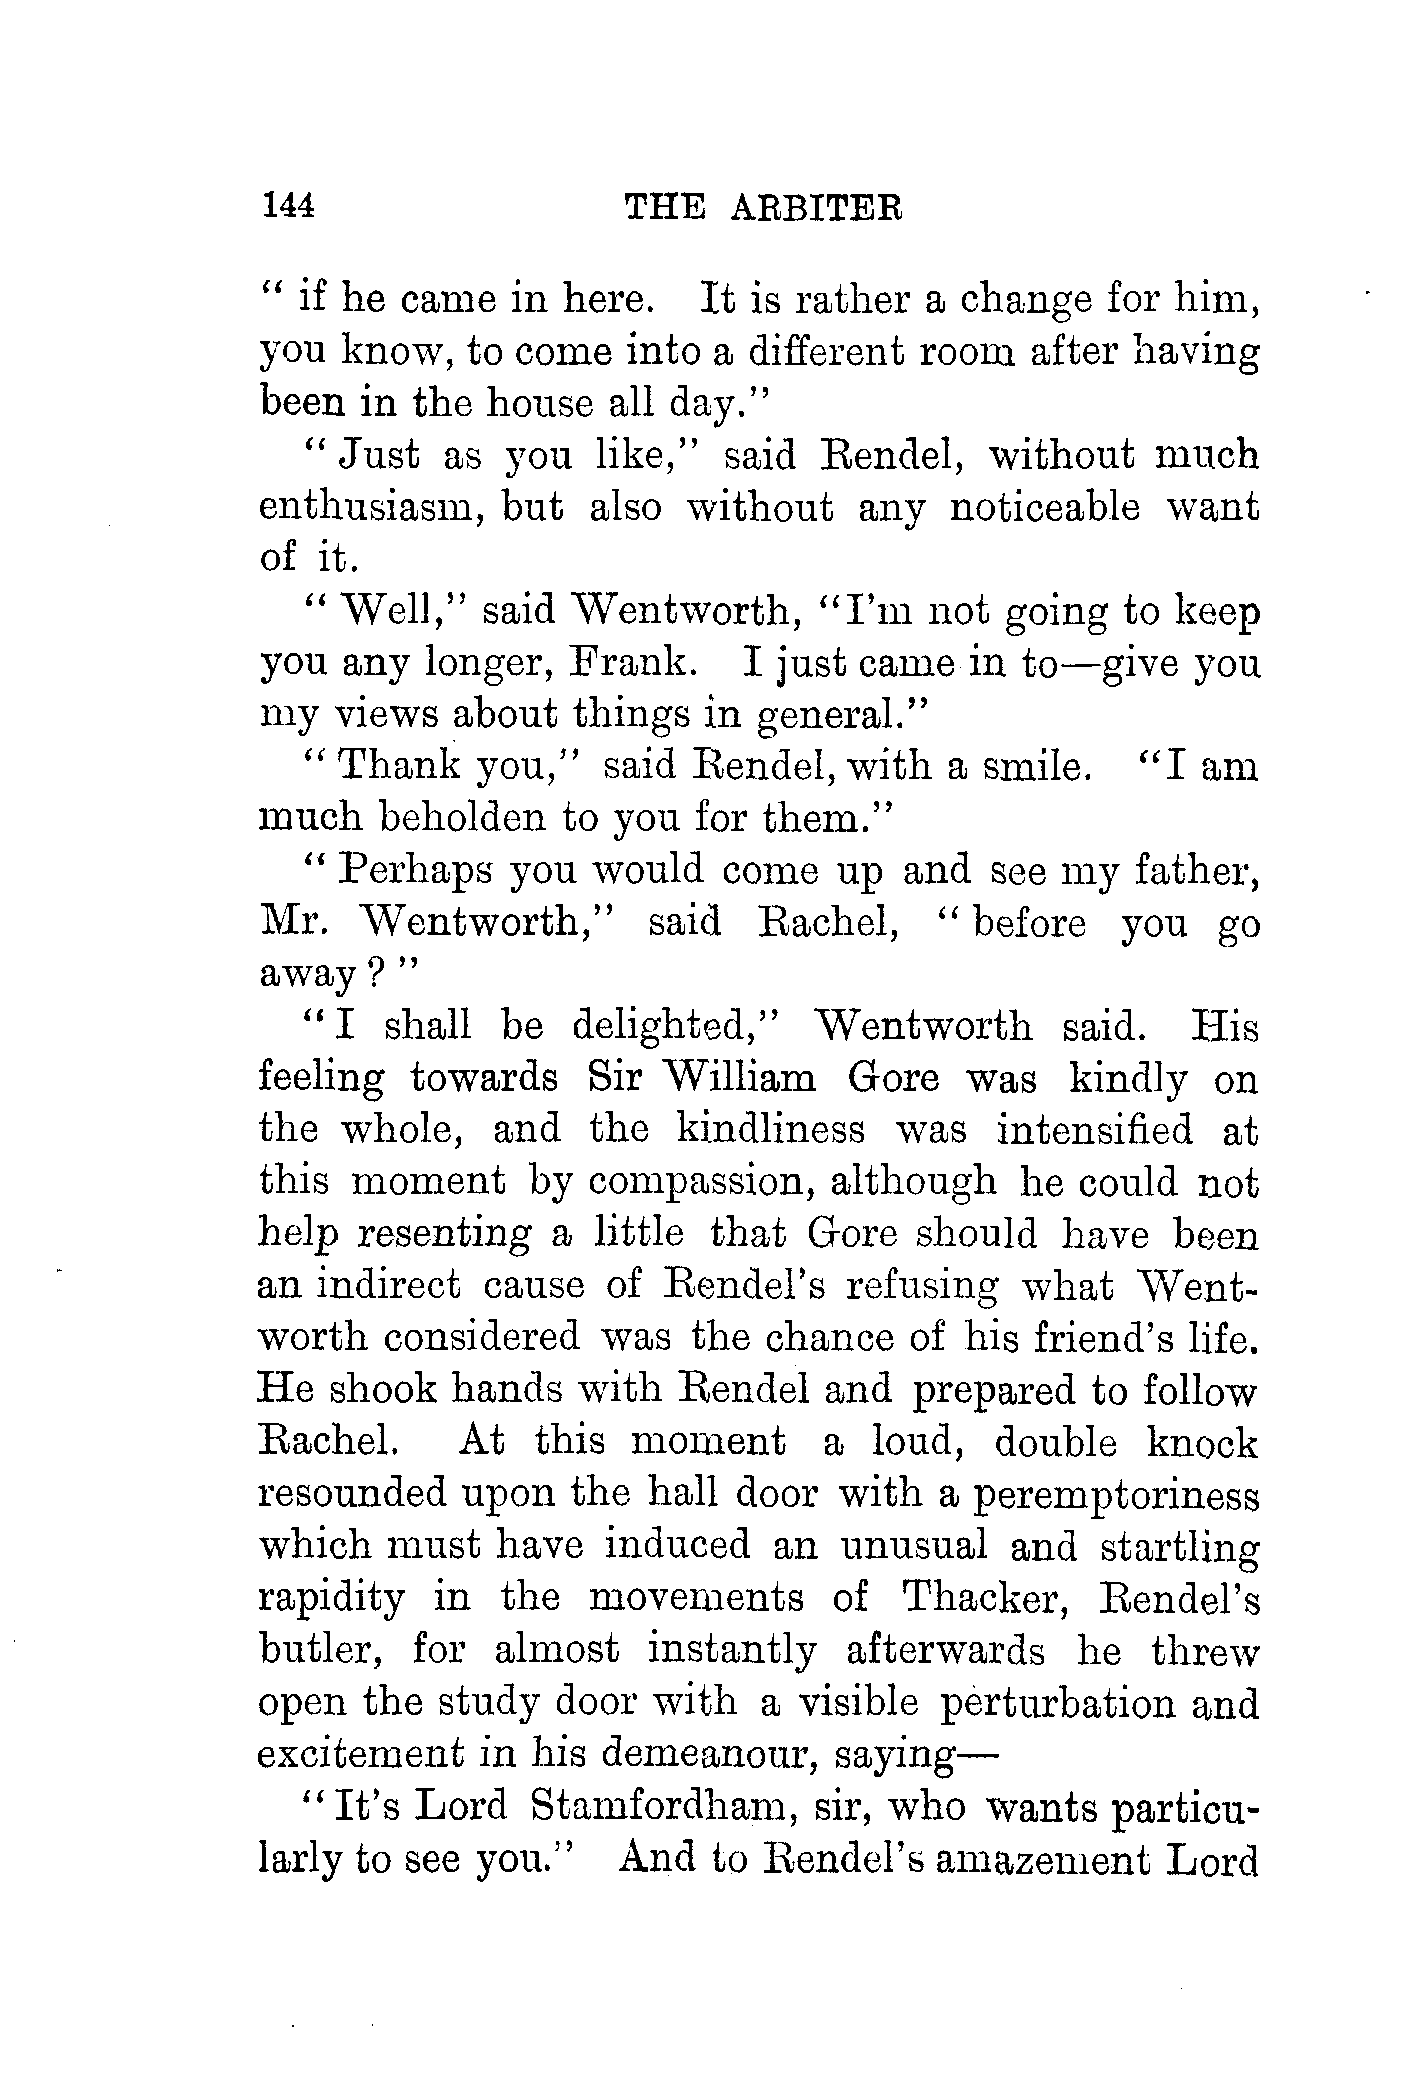 144 THE ARBITER
“ if he came in here. It is rather a change for him,
you know, to come into a different room after having
been in the house all day.”
“ Just as you like,” said Rendel, without much
enthusiasm, but also without any noticeable want
of it.
“ Well,” said Wentworth, “I'm not going to keep
you any longer, Frank. I just came in to—give you
my views about things in general.”
“ Thank you,” said Rendel, with a smile. “I am
much beholden to you for them.”
“ Perhaps you would come up and see my father,
Mr. Wentworth,” said Rachel, “ before you go
away ? ”
“ I shall be delighted,” Wentworth said. His
feeling towards Sir William Gore was kindly on
the whole, and the kindliness was intensified at
this moment by compassion, although he could not
help resenting a little that Gore should have been
an indirect cause of Rendel's refusing what Went-
worth considered was the chance of his friend's life.
He shook hands with Rendel and prepared to follow
Rachel. At this moment a loud, double knock
resounded upon the hall door with a peremptoriness
which must have induced an unusual and startling
rapidity in the movements of Thacker, Rendel's
butler, for almost instantly afterwards he threw
open the study door with a visible perturbation and
excitement in his demeanour, saying—
“ It's Lord Stamfordham, sir, who wants particu-
larly to see you.” And to Rendel's amazement Lord